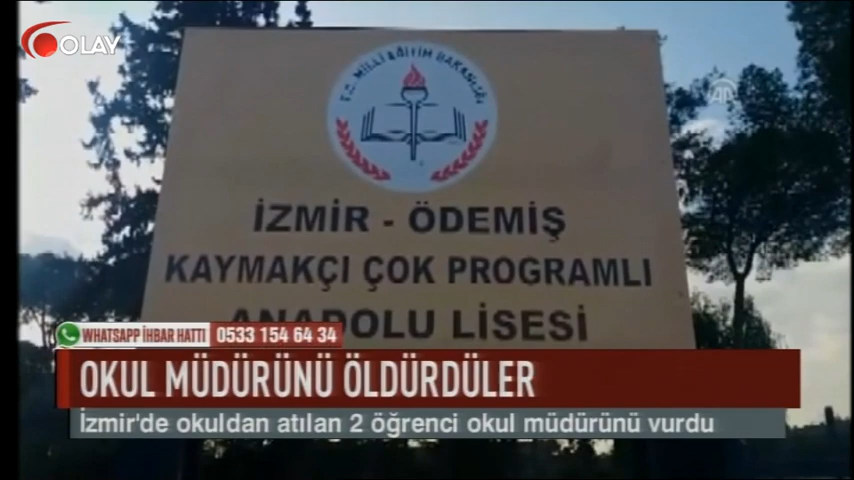 OLAY
T.C. MİLLİ EĞİTİM BAKANLIĞI
AA
İZMİR - ÖDEMİŞ
KAYMAKÇI ÇOK PROGRAMLI
ANADOLU LİSESİ
WHATSAPP İHBAR HATTI 0533 154 64 34
OKUL MÜDÜRÜNÜ ÖLDÜRDÜLER
İzmir'de okuldan atılan 2 öğrenci okul müdürünü vurdu